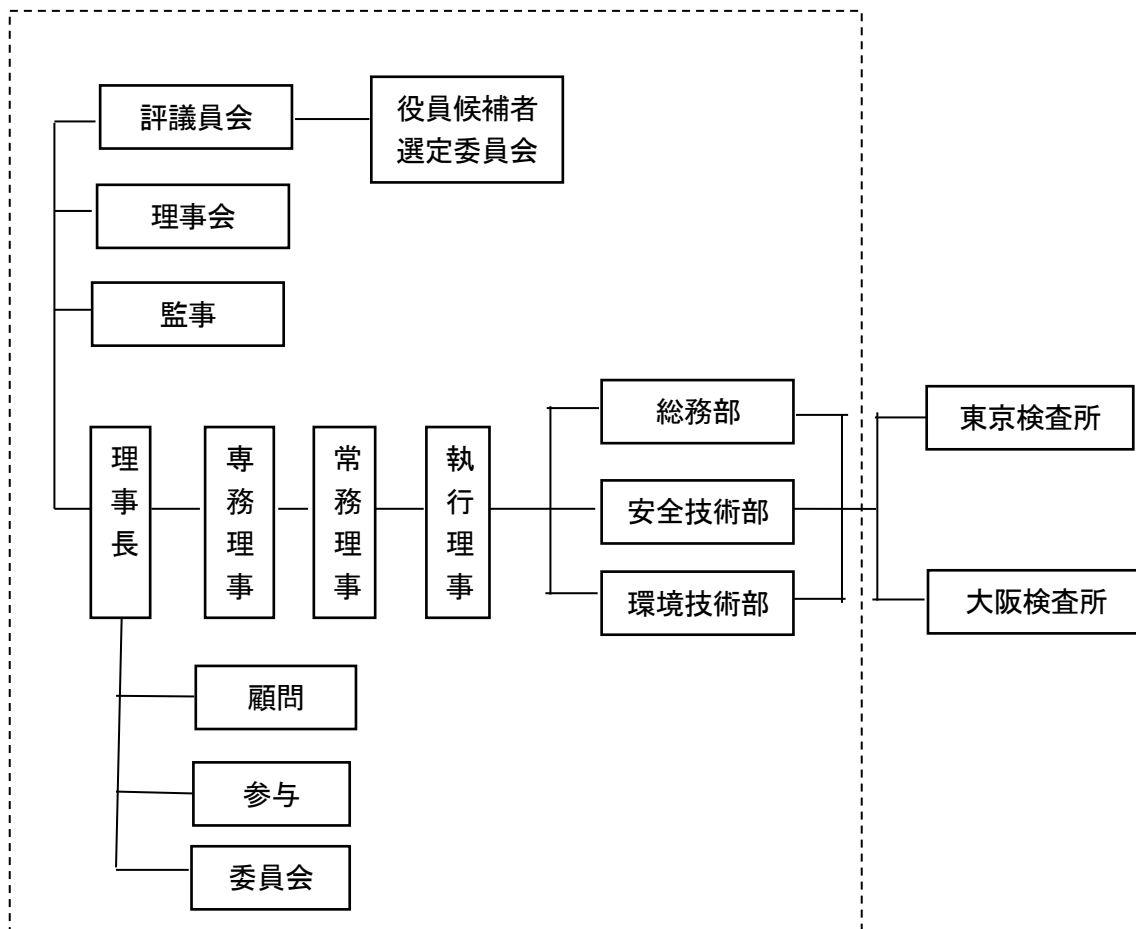 評議員会
役員候補者
選定委員会
理事会
監事
理事長
専務理事
常務理事
執行理事
総務部
安全技術部
環境技術部
東京検査所
大阪検査所
顧問
参与
委員会